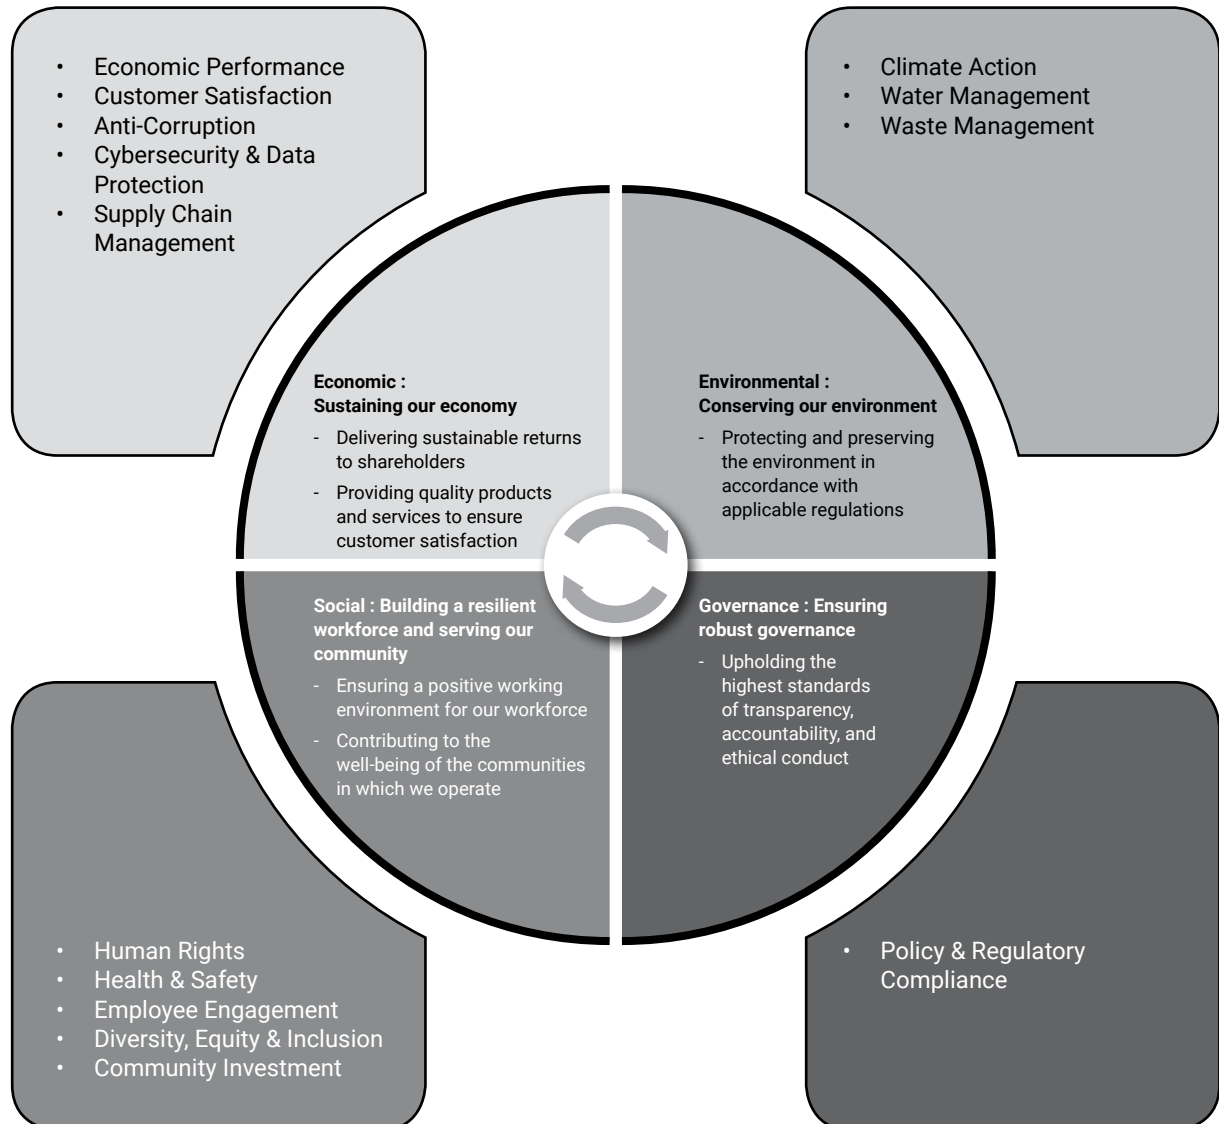 • Economic Performance
• Customer Satisfaction
• Anti-Corruption
• Cybersecurity & Data
Protection
• Supply Chain
Management
• Climate Action
• Water Management
• Waste Management
Economic :
Sustaining our economy
- Delivering sustainable returns
to shareholders
- Providing quality products
and services to ensure
customer satisfaction
Environmental :
Conserving our environment
- Protecting and preserving
the environment in
accordance with
applicable regulations
Social : Building a resilient
workforce and serving our
community
- Ensuring a positive working
environment for our workforce
- Contributing to the
well-being of the communities
in which we operate
Governance : Ensuring
robust governance
- Upholding the
highest standards
of transparency,
accountability, and
ethical conduct
• Human Rights
• Health & Safety
• Employee Engagement
• Diversity, Equity & Inclusion
• Community Investment
• Policy & Regulatory
Compliance